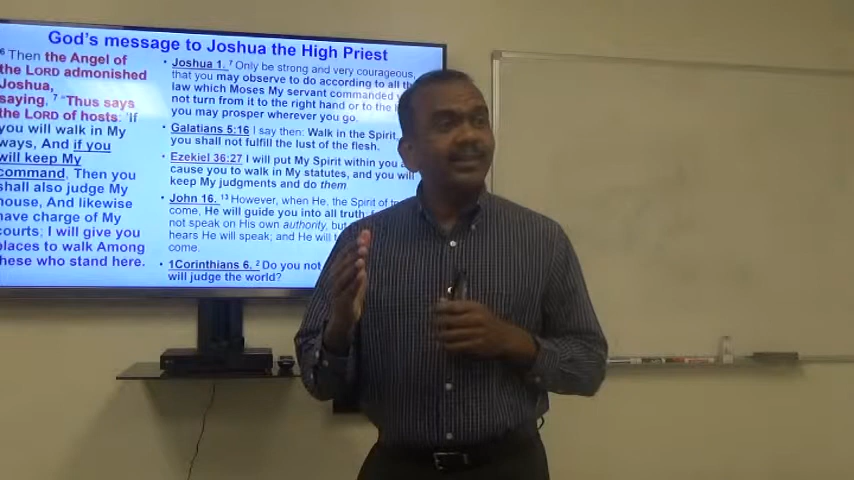 God's message to Joshua the High Priest
6 Then the Angel of
the LORD admonished
Joshua,
saying, 7 "Thus says
the LORD of hosts: 'If
you will walk in My
ways, And if you
will keep My
command, Then you
shall also judge My
house, And likewise
have charge of My
courts; I will give you
places to walk Among
these who stand here.
• Joshua 1. 7 Only be strong and very courageous,
that you may observe to do according to all the
law which Moses My servant commanded
not turn from it to the right hand or to the
you may prosper wherever you go.
• Galatians 5:16 I say then: Walk in the Spirit,
you shall not fulfill the lust of the flesh.
• Ezekiel 36:27 I will put My Spirit within you
cause you to walk in My statutes, and you will
keep My judgments and do them
• John 16. 13 However, when He, the Spirit of
come, He will guide you into all truth;
not speak on His own authority, but
hears He will speak; and He will
come.
• 1Corinthians 6. 2 Do you not
will judge the world?